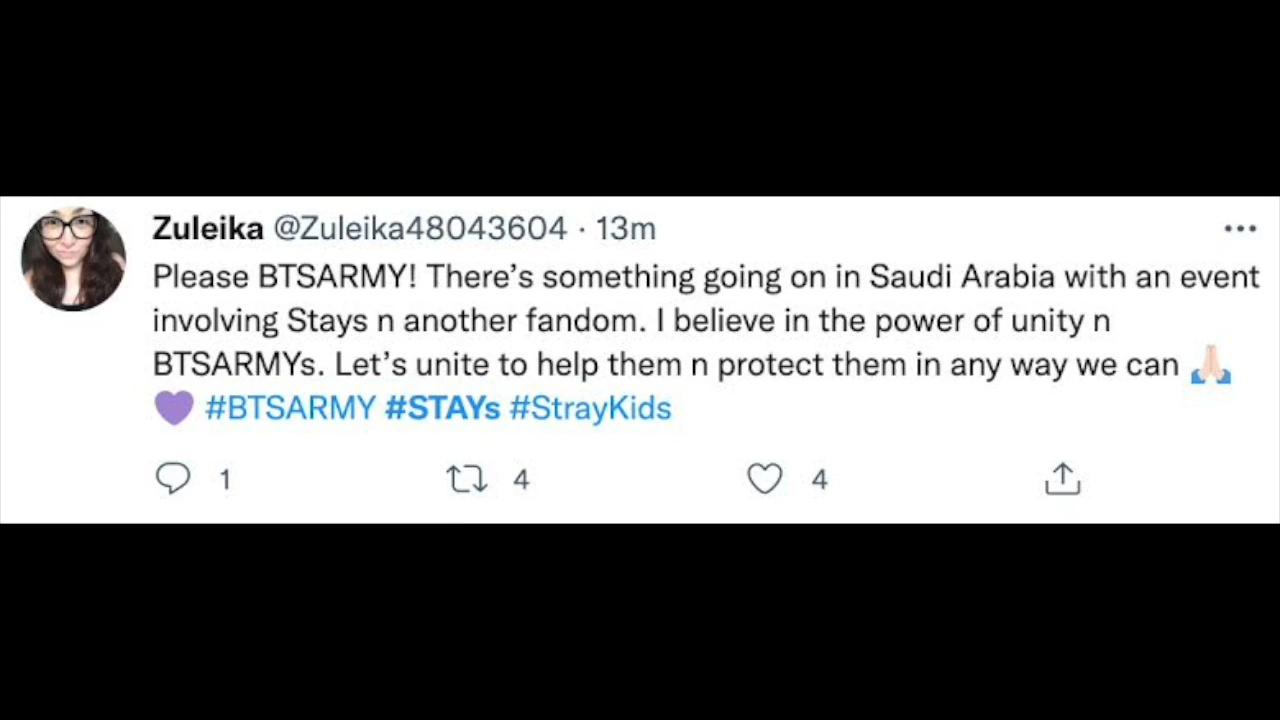 Zuleika @Zuleika48043604 · 13m
Please BTSARMY! There's something going on in Saudi Arabia with an event
involving Stays n another fandom. I believe in the power of unity n
BTSARMYs. Let's unite to help them n protect them in any way we can 🙏🏻
💜 #BTSARMY #STAYs #StrayKids
1 4 4